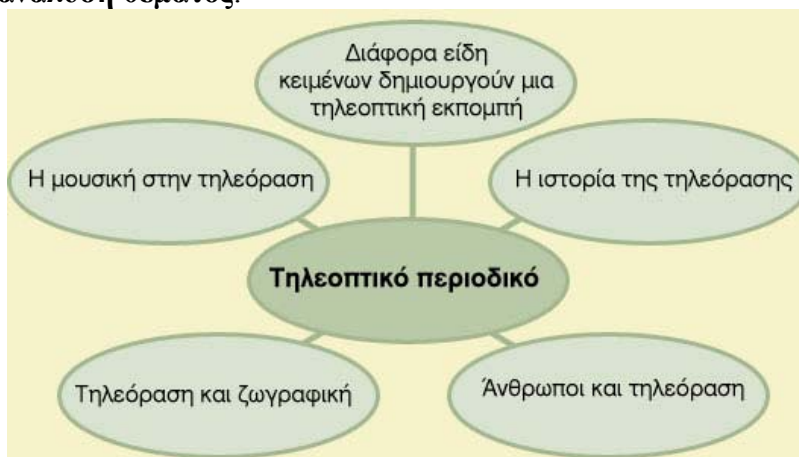 Διάφορα είδη
κειμένων δημιουργούν μια
τηλεοπτική εκπομπή
Η μουσική στην τηλεόραση
Η ιστορία της τηλεόρασης
Τηλεοπτικό περιοδικό
Τηλεόραση και ζωγραφική
Άνθρωποι και τηλεόραση